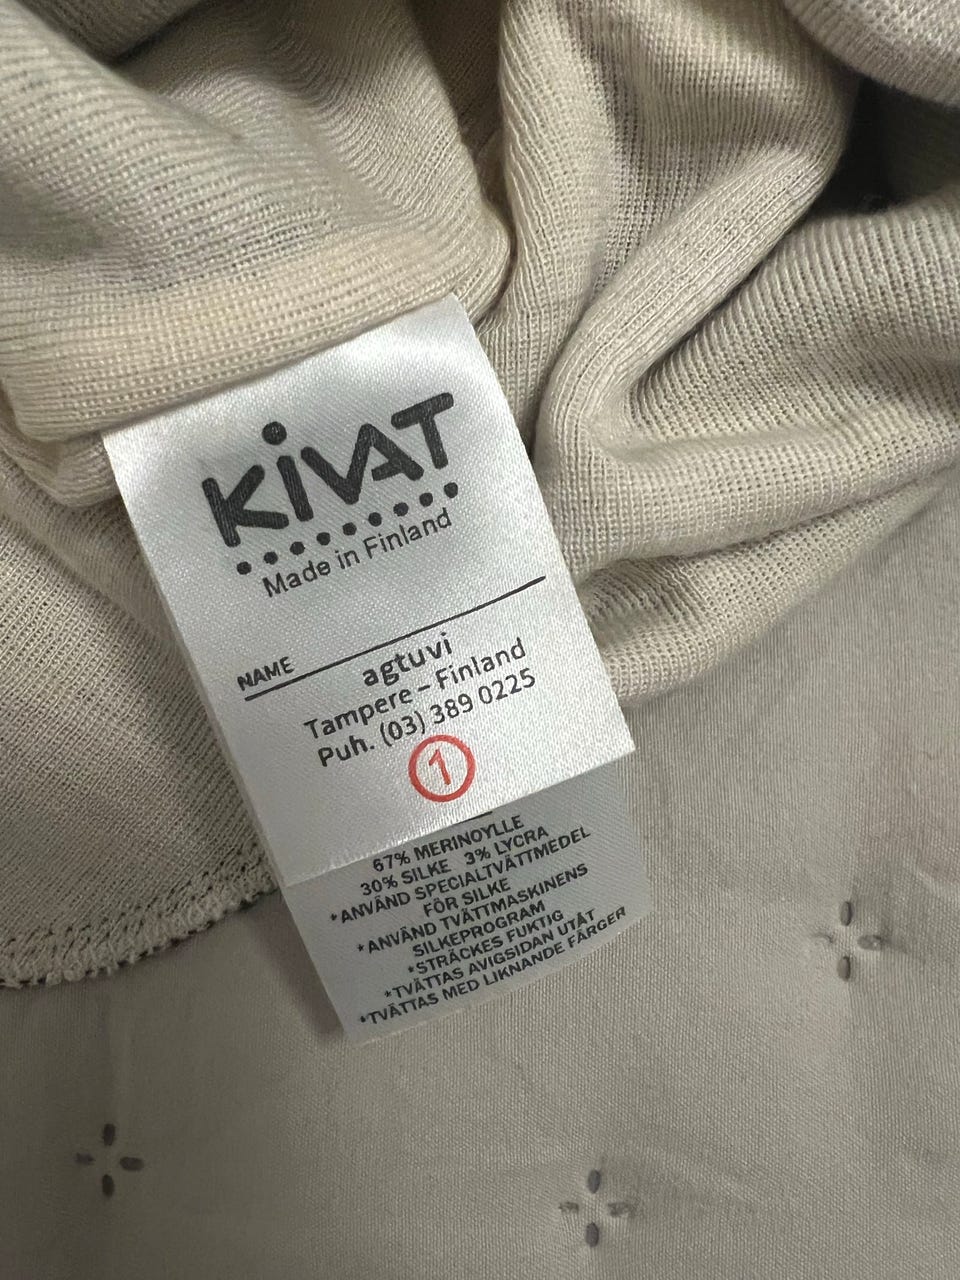 KiVAT
Made in Finland
NAME
agtuvi
Tampere – Finland
Puh. (03) 389 0225
1
67% MERINOYLLE
30% SILKE 3% LYCRA
*ANVÄND SPECIALTVÄTTMEDEL
FÖR SILKE
*ANVÄND TVÄTTMASKINENS
SILKEPROGRAM
*STRÄCKES FUKTIG
*TVÄTTAS AVIGSIDAN UTÅT
*TVÄTTAS MED LIKNANDE FÄRGER